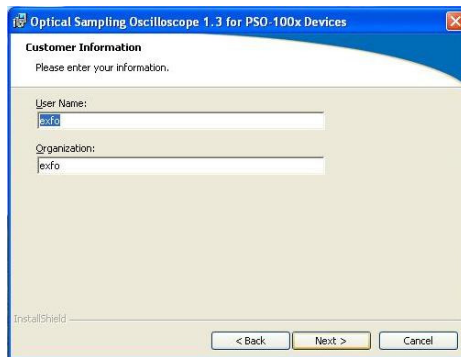 Optical Sampling Oscilloscope 1.3 for PSO-100x Devices
Customer Information
Please enter your information.
User Name:
exfo
Organization:
exfo
InstallShield
< Back Next > Cancel